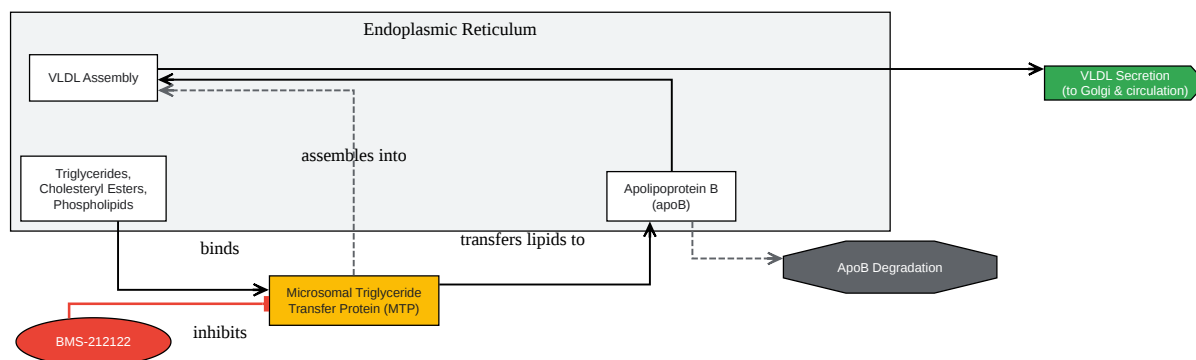 Endoplasmic Reticulum
VLDL Assembly
VLDL Secretion
(to Golgi & circulation)
assembles into
Triglycerides,
Cholesteryl Esters,
Phospholipids
Apolipoprotein B
(apoB)
binds
transfers lipids to
ApoB Degradation
Microsomal Triglyceride
Transfer Protein (MTP)
inhibits
BMS-212122